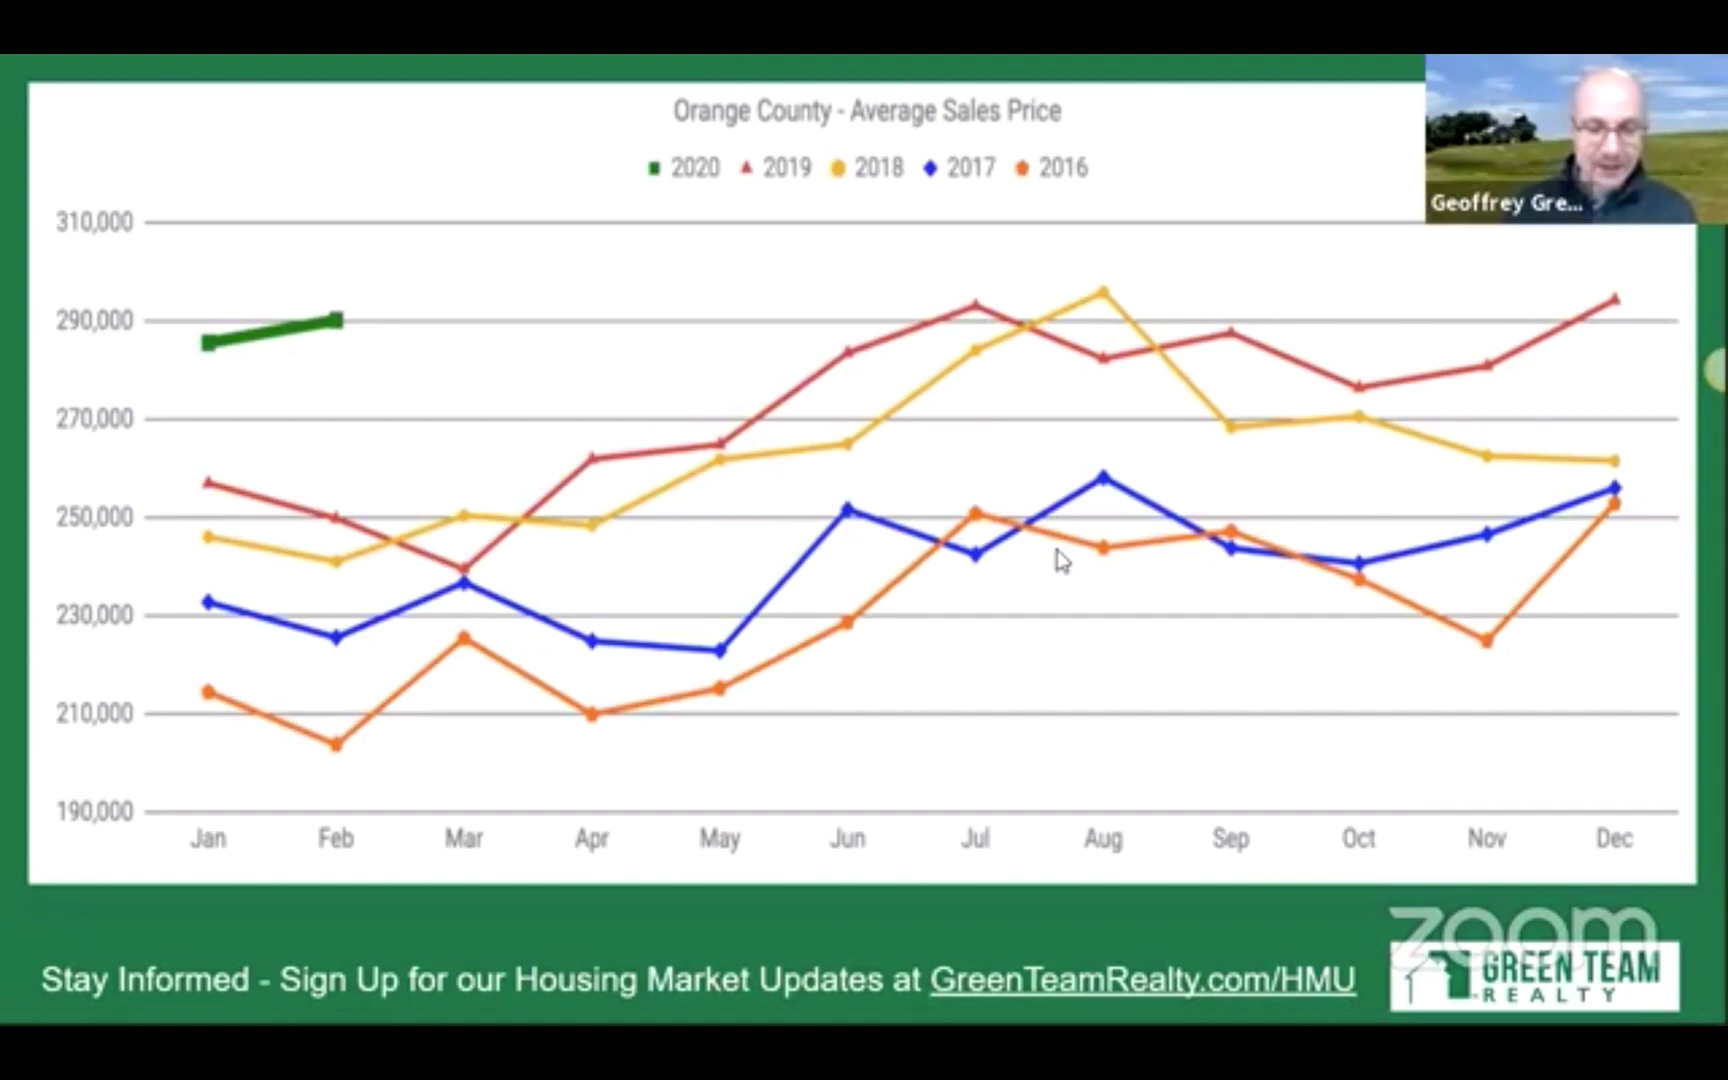 Orange County - Average Sales Price
2020 2019 2018 2017 2016
Geoffrey Gre...
310,000
290,000
270,000
250,000
230,000
210,000
190,000
Jan Feb Mar Apr May Jun Jul Aug Sep Oct Nov Dec
zoom
Stay Informed - Sign Up for our Housing Market Updates at GreenTeamRealty.com/HMU
GREEN TEAM
REALTY